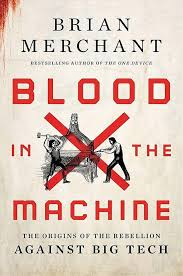 BRIAN
MERCHANT
BESTSELLING AUTHOR OF THE ONE DEVICE
BLOOD
IN THE
MACHINE
THE ORIGINS OF THE REBELLION
AGAINST BIG TECH